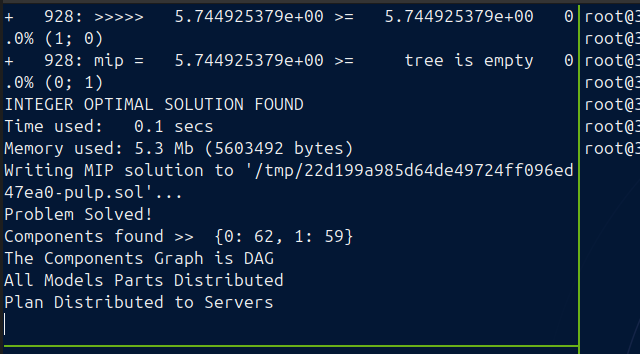 +   928: >>>>>   5.744925379e+00 >=   5.744925379e+00   0
.0% (1; 0)
+   928: mip =   5.744925379e+00 >=     tree is empty   0
.0% (0; 1)
INTEGER OPTIMAL SOLUTION FOUND
Time used:   0.1 secs
Memory used: 5.3 Mb (5603492 bytes)
Writing MIP solution to '/tmp/22d199a985d64de49724ff096ed
47ea0-pulp.sol'...
Problem Solved!
Components found >>  {0: 62, 1: 59}
The Components Graph is DAG
All Models Parts Distributed
Plan Distributed to Servers
root@3
root@3
root@3
root@3
root@3
root@3
root@3